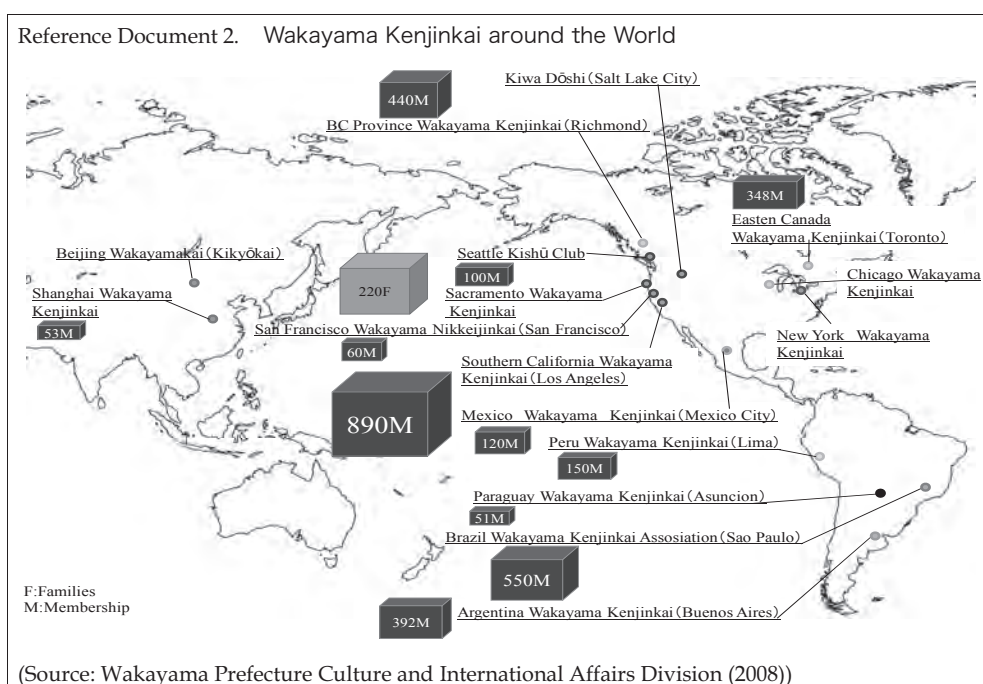 Reference Document 2. Wakayama Kenjinkai around the World
Kiwa Dōshi(Salt Lake City)
440M
BC Province Wakayama Kenjinkai(Richmond)
348M
Easten Canada
Wakayama Kenjinkai(Toronto)
Beijing Wakayamakai(Kikyōkai)
Seattle Kishū Club
100M
Chicago Wakayama
Kenjinkai
Shanghai Wakayama
Kenjinkai
53M
220F
Sacramento Wakayama
Kenjinkai
San Francisco Wakayama Nikkeijinkai(San Francisco)
60M
New York Wakayama
Kenjinkai
Southern California Wakayama
Kenjinkai(Los Angeles)
890M
Mexico Wakayama Kenjinkai(Mexico City)
120M
Peru Wakayama Kenjinkai(Lima)
150M
Paraguay Wakayama Kenjinkai(Asuncion)
51M
Brazil Wakayama Kenjinkai Assosiation(Sao Paulo)
550M
F:Families
M:Membership
Argentina Wakayama Kenjinkai(Buenos Aires)
392M
(Source: Wakayama Prefecture Culture and International Affairs Division (2008))